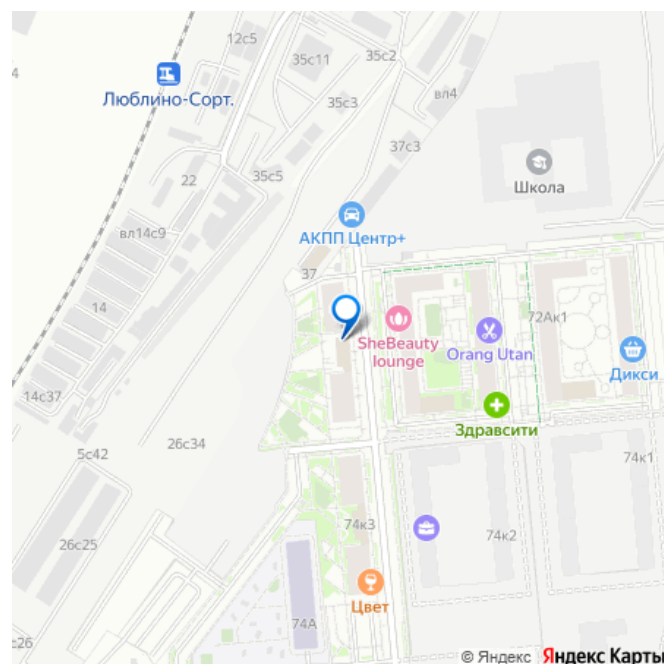 4
12с5
35с2
35с11
Люблино-Сорт.
35с3
вл4
37с3
22
35с5
Школа
вл14с9
АКПП Центр+
37
14
72Ак1
SheBeauty
lounge
Orang Utan
Дикси
14с37
Здравсити
26с34
5с42
74к1
74к3
74к2
26с25
Цвет
74А
с26
© Яндекс Яндекс Карты